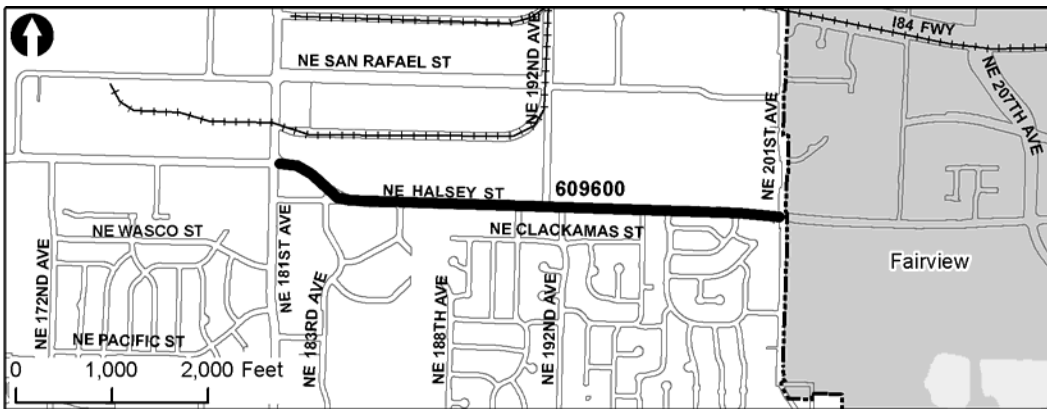 I84 FWY
NE SAN RAFAEL ST
NE 192ND AVE
NE 207TH AVE
NE 201ST AVE
NE HALSEY ST
609600
NE WASCO ST
NE CLACKAMAS ST
Fairview
NE 172ND AVE
NE 181ST AVE
NE 183RD AVE
NE 188TH AVE
NE 192ND AVE
NE PACIFIC ST
0 1,000 2,000 Feet